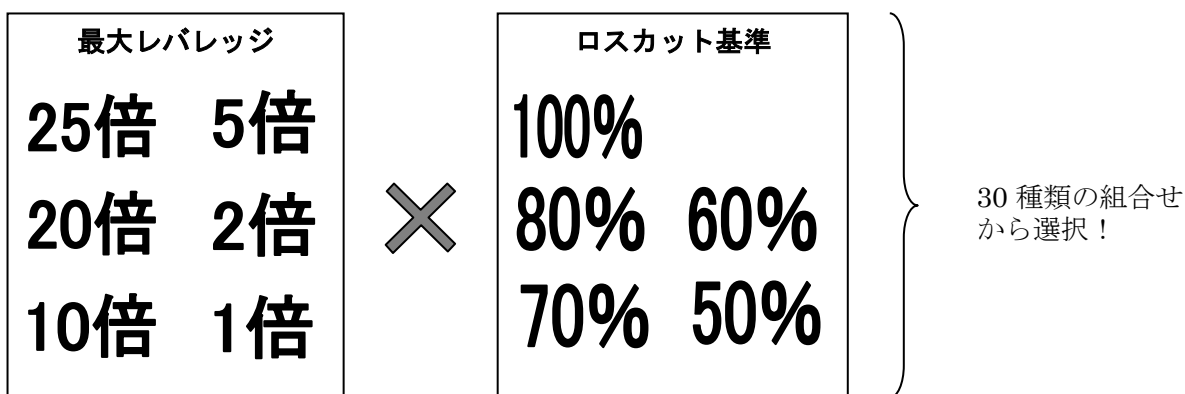 最大レバレッジ
25倍 5倍
20倍 2倍
10倍 1倍
ロスカット基準
100%
80% 60%
70% 50%
30 種類の組合せ
から選択！